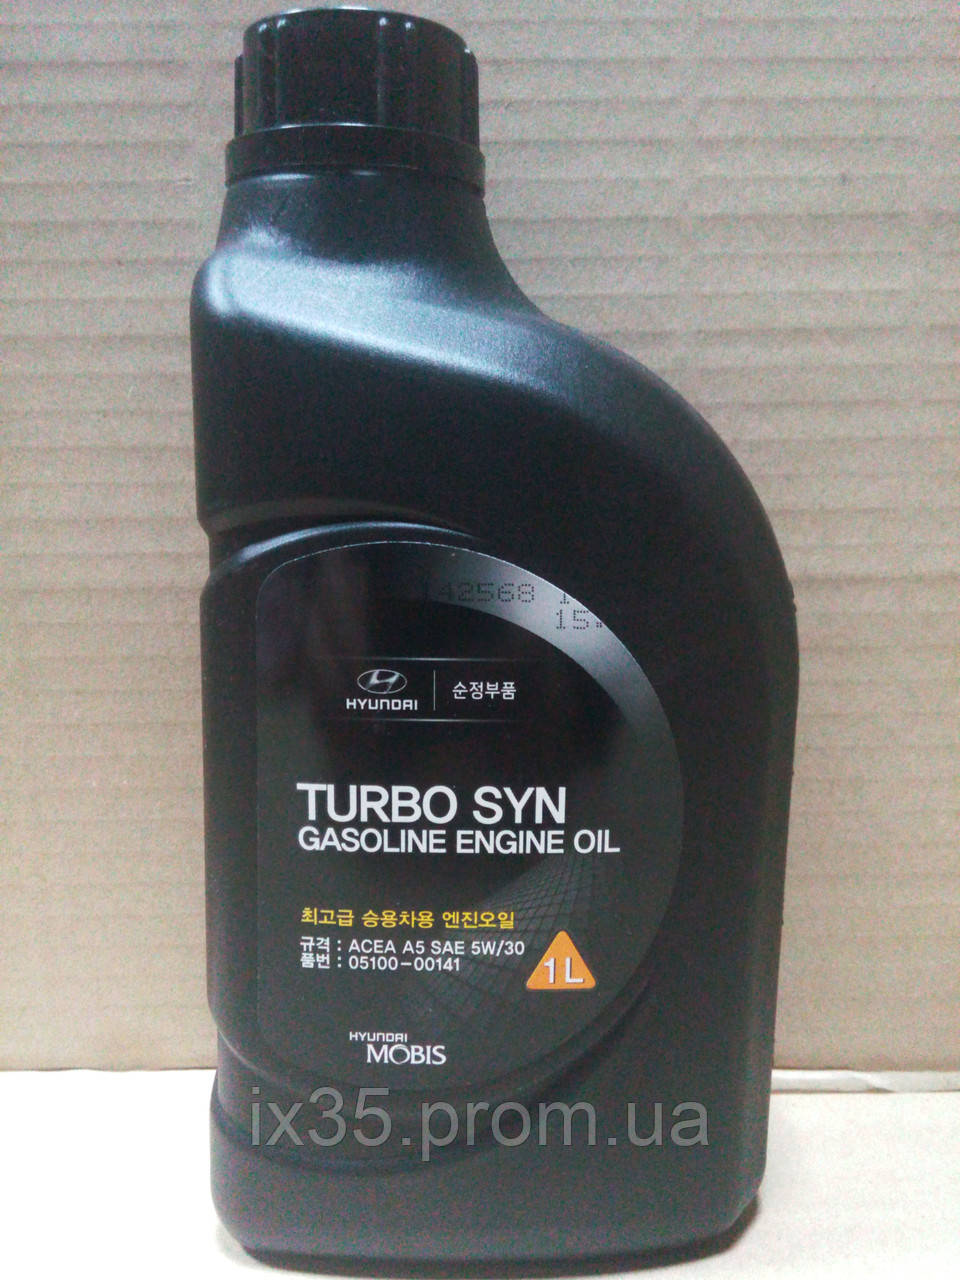 142568
15.
HYUNDAI 순정부품
TURBO SYN
GASOLINE ENGINE OIL
최고급 승용차용 엔진오일
규격 : ACEA A5 SAE 5W/30
품번 : 05100-00141
1L
HYUNDAI
MOBIS
ix35.prom.ua